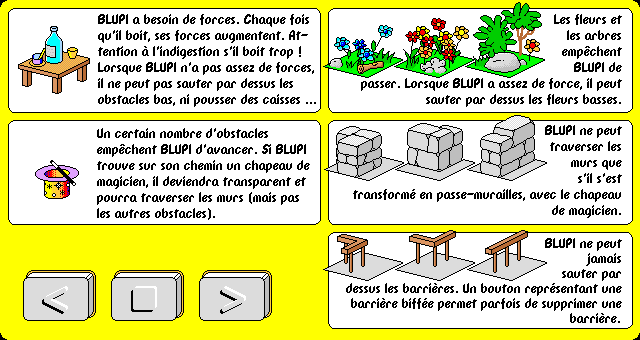 BLUPI a besoin de forces. Chaque fois
qu'il boit, ses forces augmentent. At-
tention à l'indigestion s'il boit trop !
Lorsque BLUPI n'a pas assez de forces,
il ne peut pas sauter par dessus les
obstacles bas, ni pousser des caisses ...
Un certain nombre d'obstacles
empêchent BLUPI d'avancer. Si BLUPI
trouve sur son chemin un chapeau de
magicien, il deviendra transparent et
pourra traverser les murs (mais pas
les autres obstacles).
Les fleurs et
les arbres
empêchent
BLUPI de
passer. Lorsque BLUPI a assez de force, il peut
sauter par dessus les fleurs basses.
BLUPI ne peut
traverser les
murs que
s'il s'est
transformé en passe-murailles, avec le chapeau
de magicien.
BLUPI ne peut
jamais
sauter par
dessus les barrières. Un bouton représentant une
barrière biffée permet parfois de supprimer une
barrière.